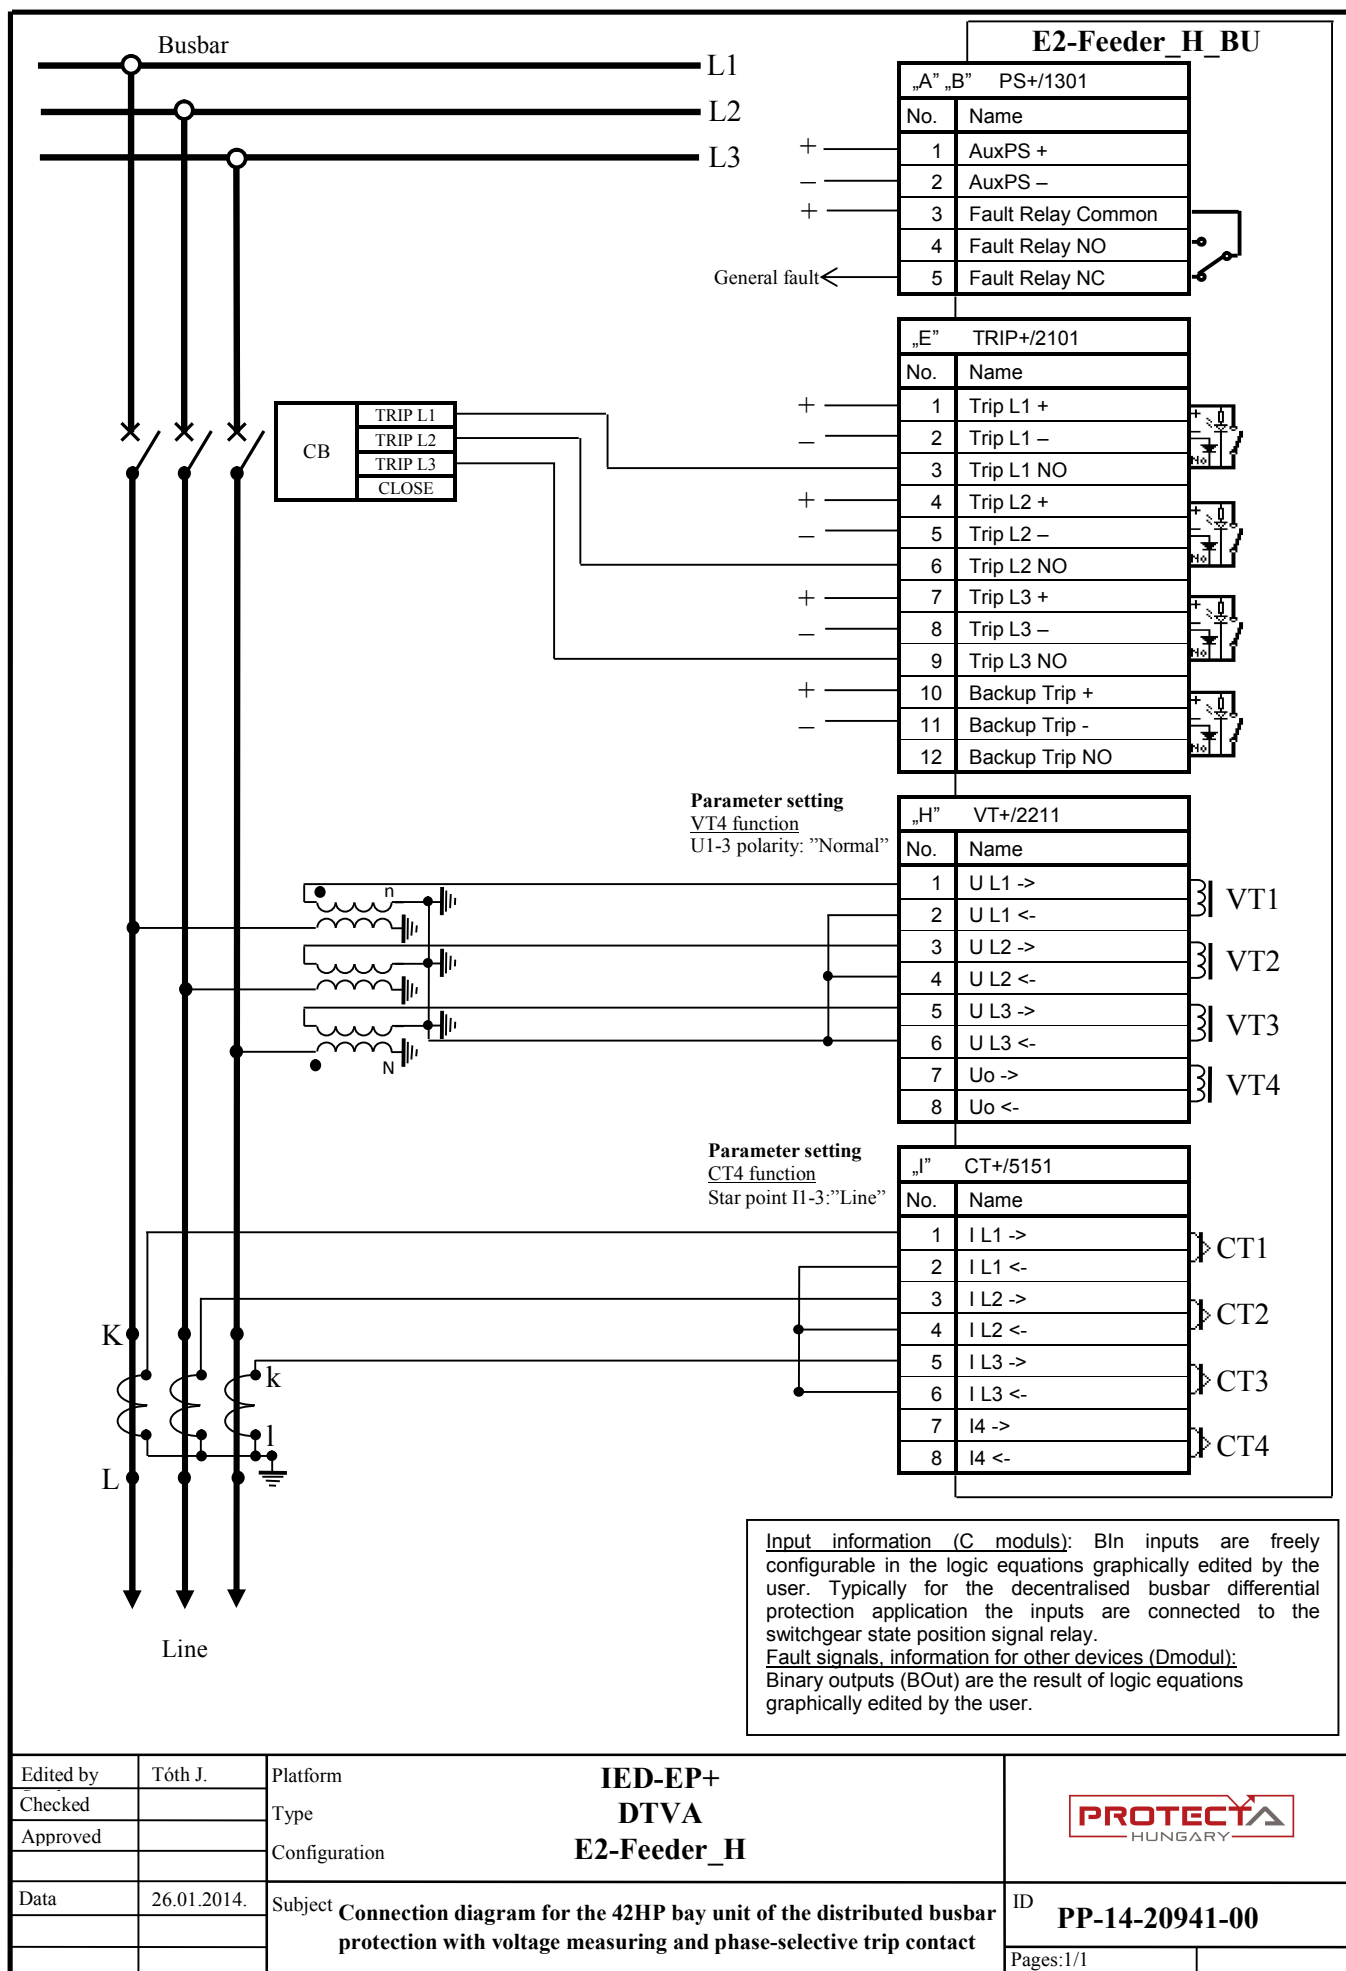 Busbar
L1
L2
L3
E2-Feeder_H_BU
„A” „B” PS+/1301
No. Name
+ 1 AuxPS +
– 2 AuxPS –
+ 3 Fault Relay Common
4 Fault Relay NO
General fault 5 Fault Relay NC
„E” TRIP+/2101
No. Name
+ 1 Trip L1 +
– 2 Trip L1 –
3 Trip L1 NO
+ 4 Trip L2 +
– 5 Trip L2 –
6 Trip L2 NO
+ 7 Trip L3 +
– 8 Trip L3 –
9 Trip L3 NO
+ 10 Backup Trip +
– 11 Backup Trip -
12 Backup Trip NO
CB
TRIP L1
TRIP L2
TRIP L3
CLOSE
+
–
No
+
–
No
+
–
No
+
–
No
Parameter setting
VT4 function
U1-3 polarity: ”Normal”
„H” VT+/2211
No. Name
1 U L1 ->
2 U L1 <-
3 U L2 ->
4 U L2 <-
5 U L3 ->
6 U L3 <-
7 Uo ->
8 Uo <-
VT1
VT2
VT3
VT4
n
N
Parameter setting
CT4 function
Star point I1-3:”Line”
„I” CT+/5151
No. Name
1 I L1 ->
2 I L1 <-
3 I L2 ->
4 I L2 <-
5 I L3 ->
6 I L3 <-
7 I4 ->
8 I4 <-
CT1
CT2
CT3
CT4
K
k
l
L
Line
Input information (C moduls): BIn inputs are freely
configurable in the logic equations graphically edited by the
user. Typically for the decentralised busbar differential
protection application the inputs are connected to the
switchgear state position signal relay.
Fault signals, information for other devices (Dmodul):
Binary outputs (BOut) are the result of logic equations
graphically edited by the user.
Edited by Tóth J.
Checked
Approved
Data 26.01.2014.
Platform IED-EP+
Type DTVA
Configuration E2-Feeder_H
Subject Connection diagram for the 42HP bay unit of the distributed busbar
protection with voltage measuring and phase-selective trip contact
PROTECTA
HUNGARY
ID PP-14-20941-00
Pages:1/1